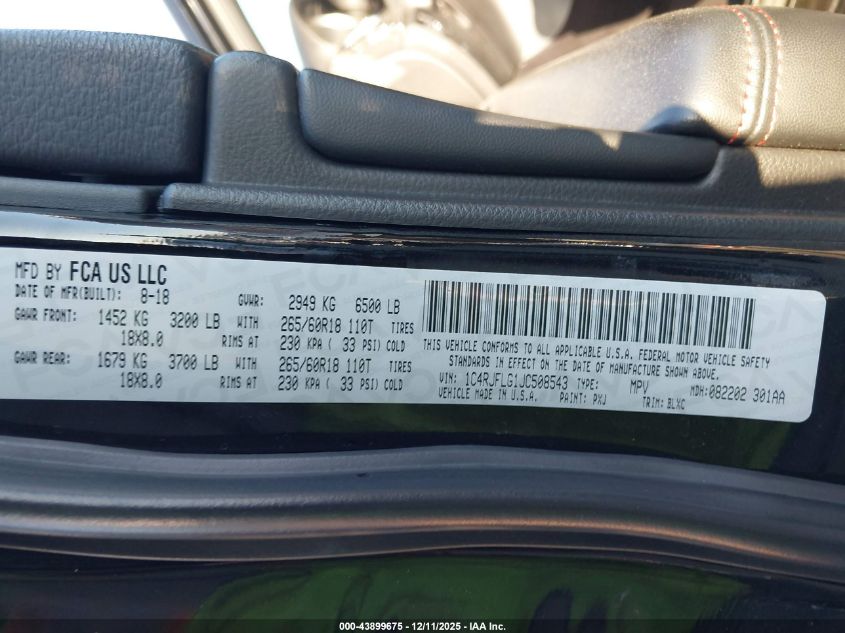 MFD BY FCA US LLC
DATE OF MFR(BUILT): 8-18 GVWR: 2949 KG 6500 LB
GAWR FRONT: 1452 KG 3200 LB WITH 265/60R18 110T TIRES
18X8.0 RIMS AT 230 KPA ( 33 PSI) COLD
GAWR REAR: 1679 KG 3700 LB WITH 265/60R18 110T TIRES
18X8.0 RIMS AT 230 KPA ( 33 PSI) COLD
THIS VEHICLE CONFORMS TO ALL APPLICABLE U.S.A. FEDERAL MOTOR VEHICLE SAFETY
STANDARDS IN EFFECT ON THE DATE OF MANUFACTURE SHOWN ABOVE.
VIN: 1C4RJFLG1JC508543 TYPE: MPV MDH:082202 301AA
VEHICLE MADE IN U.S.A. PAINT: PXJ TRIM: BLXC
000-43899675 - 12/11/2025 - IAA Inc.